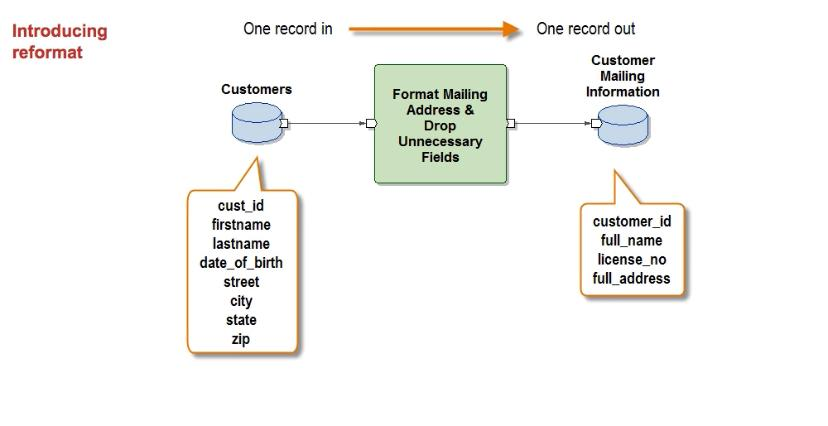 Introducing
reformat
One record in
One record out
Customers
Format Mailing
Address &
Drop
Unnecessary
Fields
Customer
Mailing
Information
cust_id
firstname
lastname
date_of_birth
street
city
state
zip
customer_id
full_name
license_no
full_address